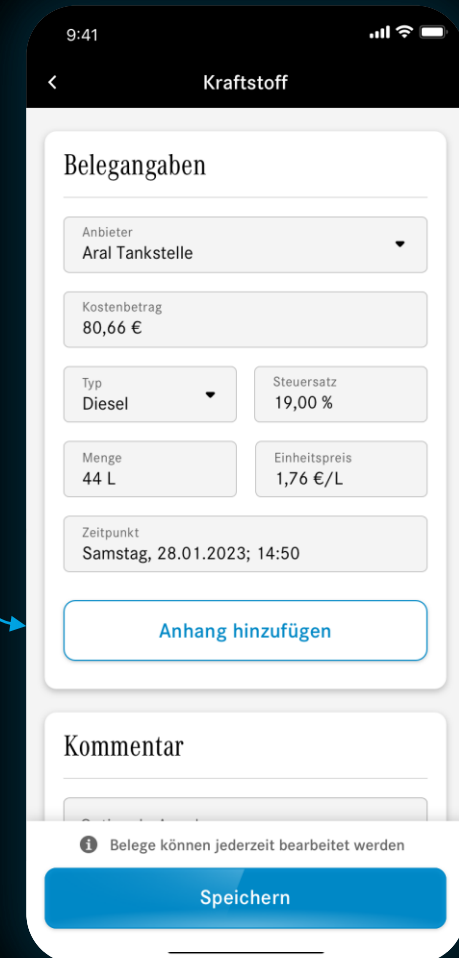 9:41
Kraftstoff
Belegangaben
Anbieter
Aral Tankstelle
Kostenbetrag
80,66 €
Typ
Diesel
Steuersatz
19,00 %
Menge
44 L
Einheitspreis
1,76 €/L
Zeitpunkt
Samstag, 28.01.2023; 14:50
Anhang hinzufügen
Kommentar
Belege können jederzeit bearbeitet werden
Speichern